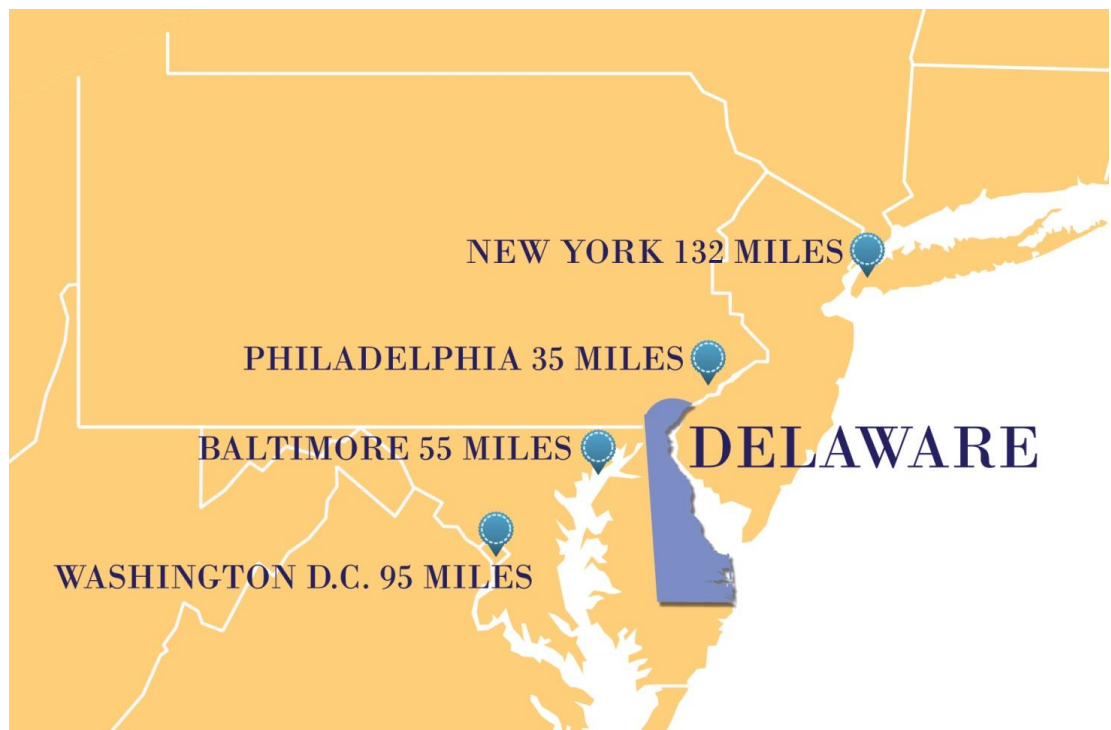 NEW YORK 132 MILES
PHILADELPHIA 35 MILES
BALTIMORE 55 MILES
DELAWARE
WASHINGTON D.C. 95 MILES